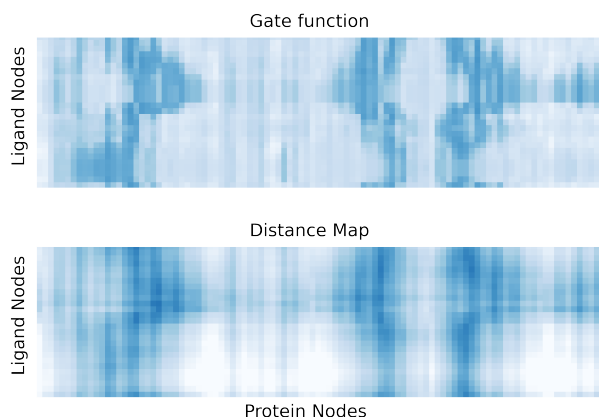 Gate function
Ligand Nodes
Distance Map
Ligand Nodes
Protein Nodes